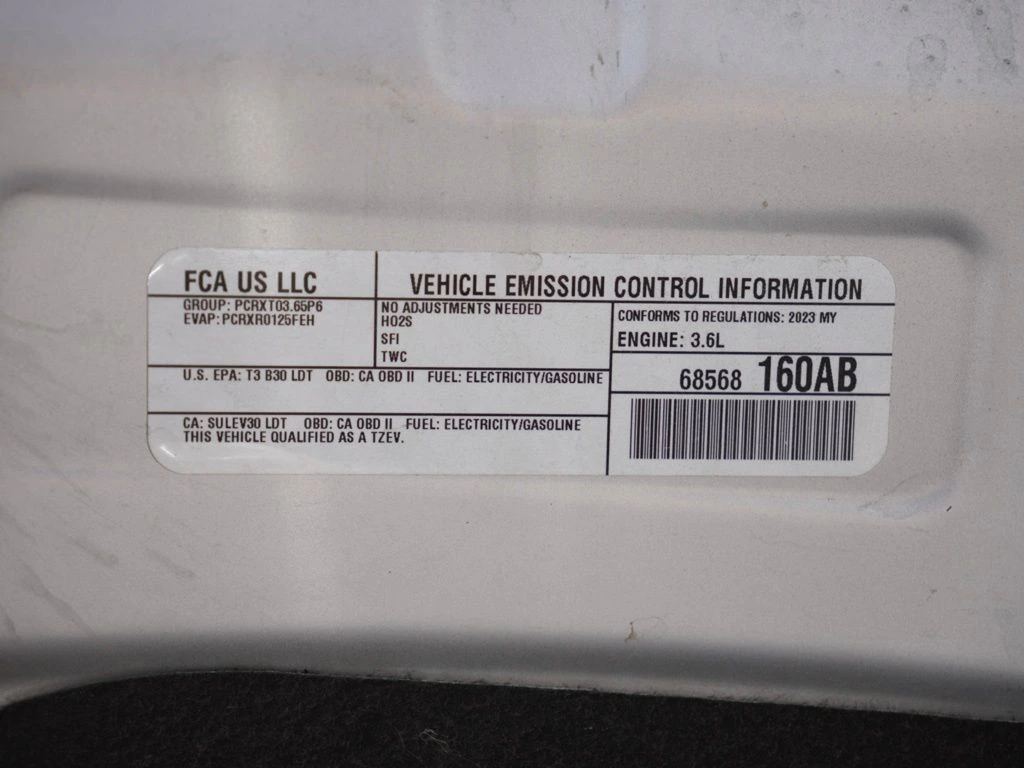 FCA US LLC
VEHICLE EMISSION CONTROL INFORMATION
GROUP: PCRXT03.65P6
EVAP: PCRXR0125FEH
NO ADJUSTMENTS NEEDED
HO2S
SFI
TWC
CONFORMS TO REGULATIONS: 2023 MY
ENGINE: 3.6L
U.S. EPA: T3 B30 LDT OBD: CA OBD II FUEL: ELECTRICITY/GASOLINE
68568 160AB
CA: SULEV30 LDT OBD: CA OBD II FUEL: ELECTRICITY/GASOLINE
THIS VEHICLE QUALIFIED AS A TZEV.